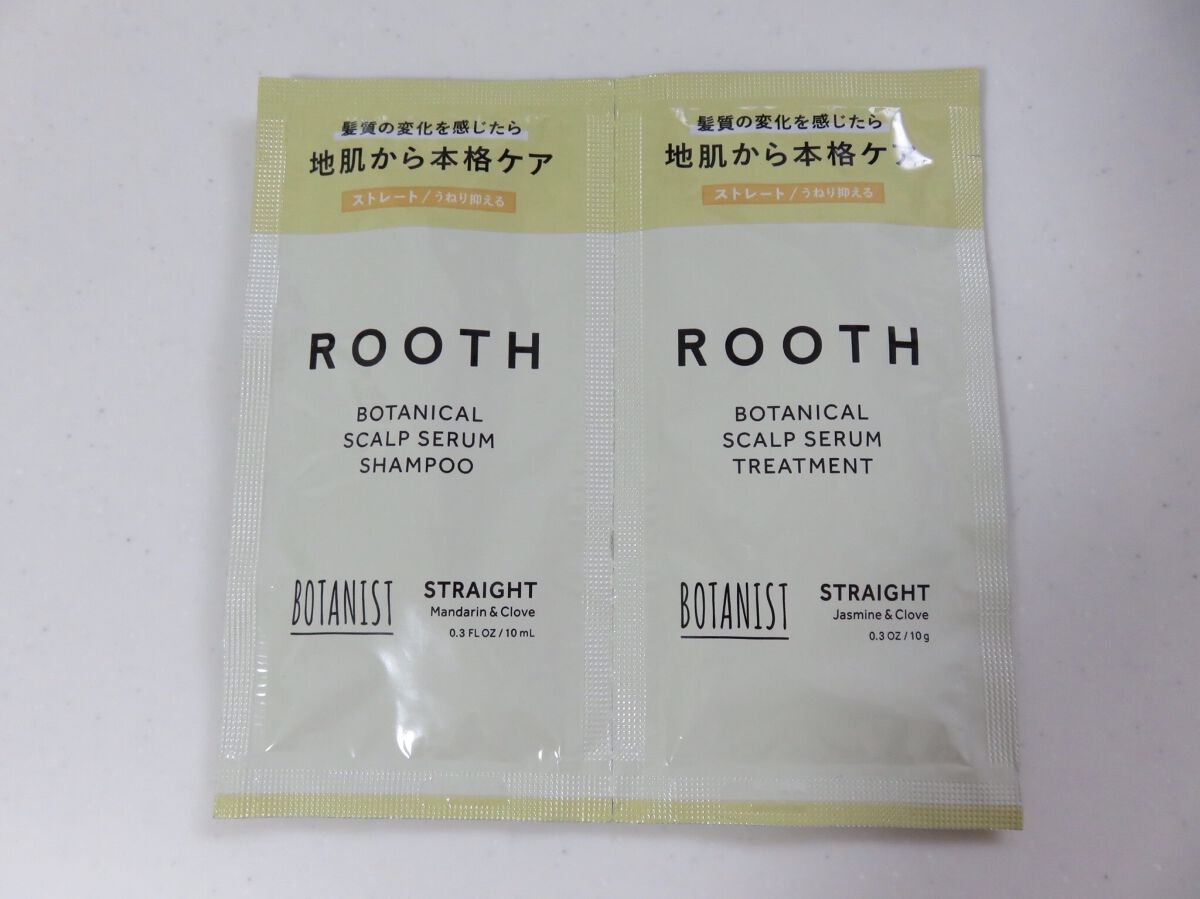 髪質の変化を感じたら
地肌から本格ケア
ストレート/うねり抑える
ROOTH
BOTANICAL
SCALP SERUM
SHAMPOO
BOTANIST
STRAIGHT
Mandarin & Clove
0.3 FL OZ / 10 mL
髪質の変化を感じたら
地肌から本格ケア
ストレート/うねり抑える
ROOTH
BOTANICAL
SCALP SERUM
TREATMENT
BOTANIST
STRAIGHT
Jasmine & Clove
0.3 OZ / 10 g